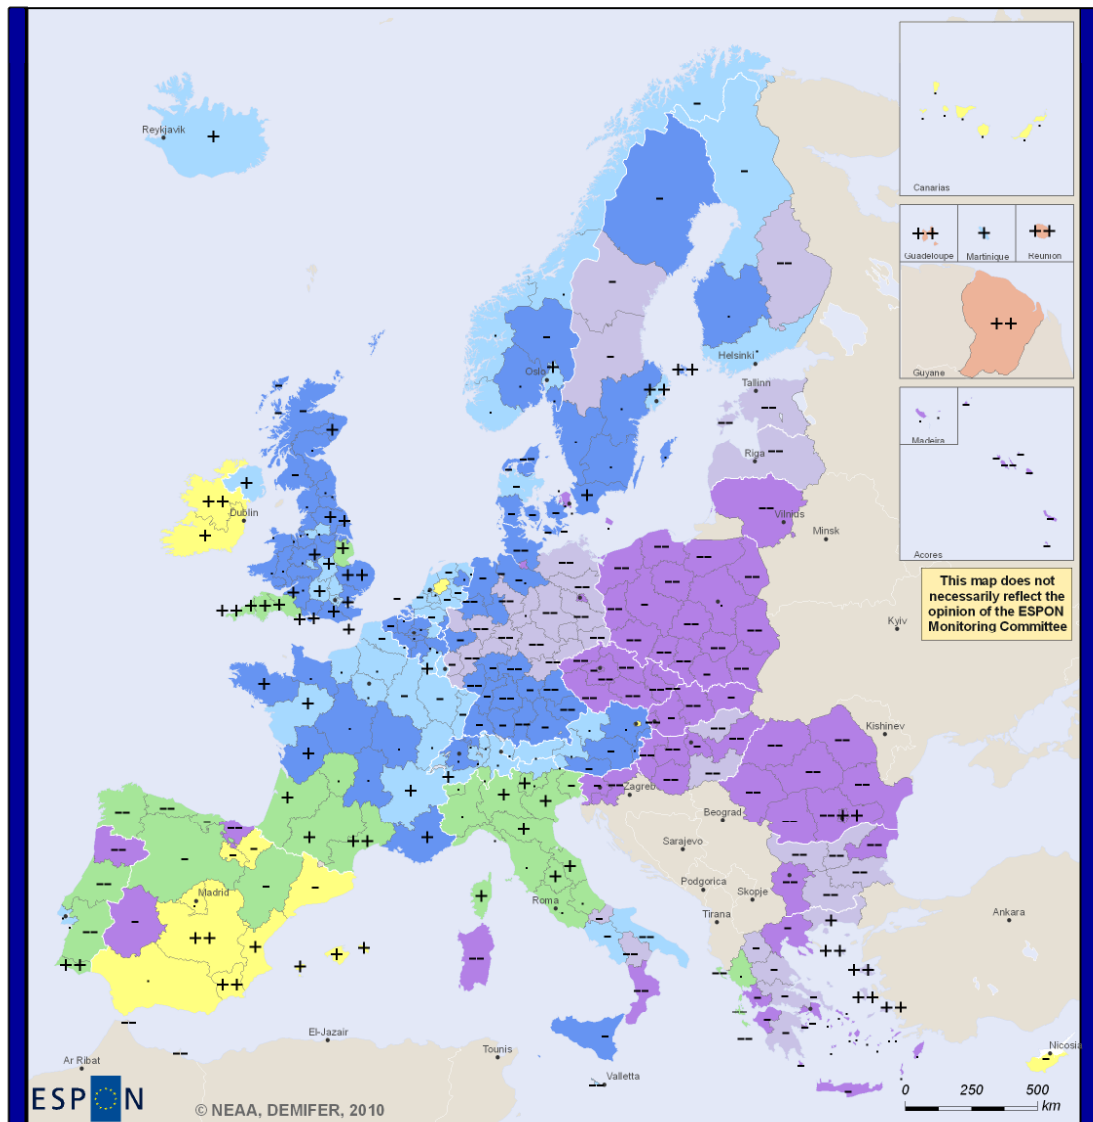 Reykjavik
Canarias
Guadeloupe
Martinique
Réunion
Guyane
Oslo
Helsinki
Tallinn
Madeira
Riga
Dublin
Vilnius
Minsk
Acores
This map does not
necessarily reflect the
opinion of the ESPON
Monitoring Committee
Kyiv
Kishinev
Zagreb
Beograd
Sarajevo
Madrid
Podgorica
Skopje
Roma
Tirana
Ankara
El-Jazair
Tounis
Nicosia
Ar Ribat
Valletta
ESPON
© NEAA, DEMIFER, 2010
0 250 500
km